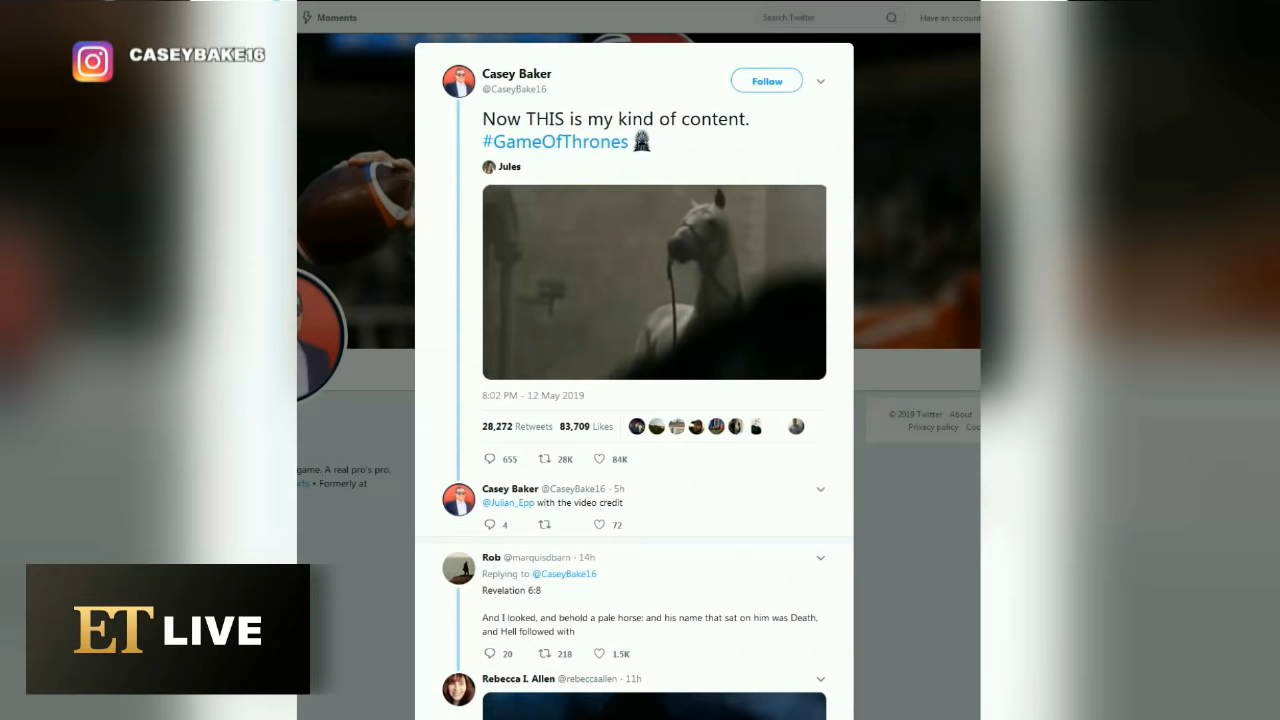 Moments
Search Twitter
Have an account
CASEYBAKE16
Casey Baker
@CaseyBake16
Follow
Now THIS is my kind of content.
#GameOfThrones
Jules
8:02 PM - 12 May 2019
28,272 Retweets 83,709 Likes
655 28K 84K
© 2019 Twitter About
Privacy policy
game. A real pro's pro.
• Formerly at
Casey Baker @CaseyBake16 · 5h
@Julian_Epp with the video credit
4 72
Rob @marquisdbarn · 14h
Replying to @CaseyBake16
Revelation 6:8
And I looked, and behold a pale horse: and his name that sat on him was Death,
and Hell followed with
20 218 1.5K
Rebecca I. Allen @rebeccaallen · 11h
ET LIVE